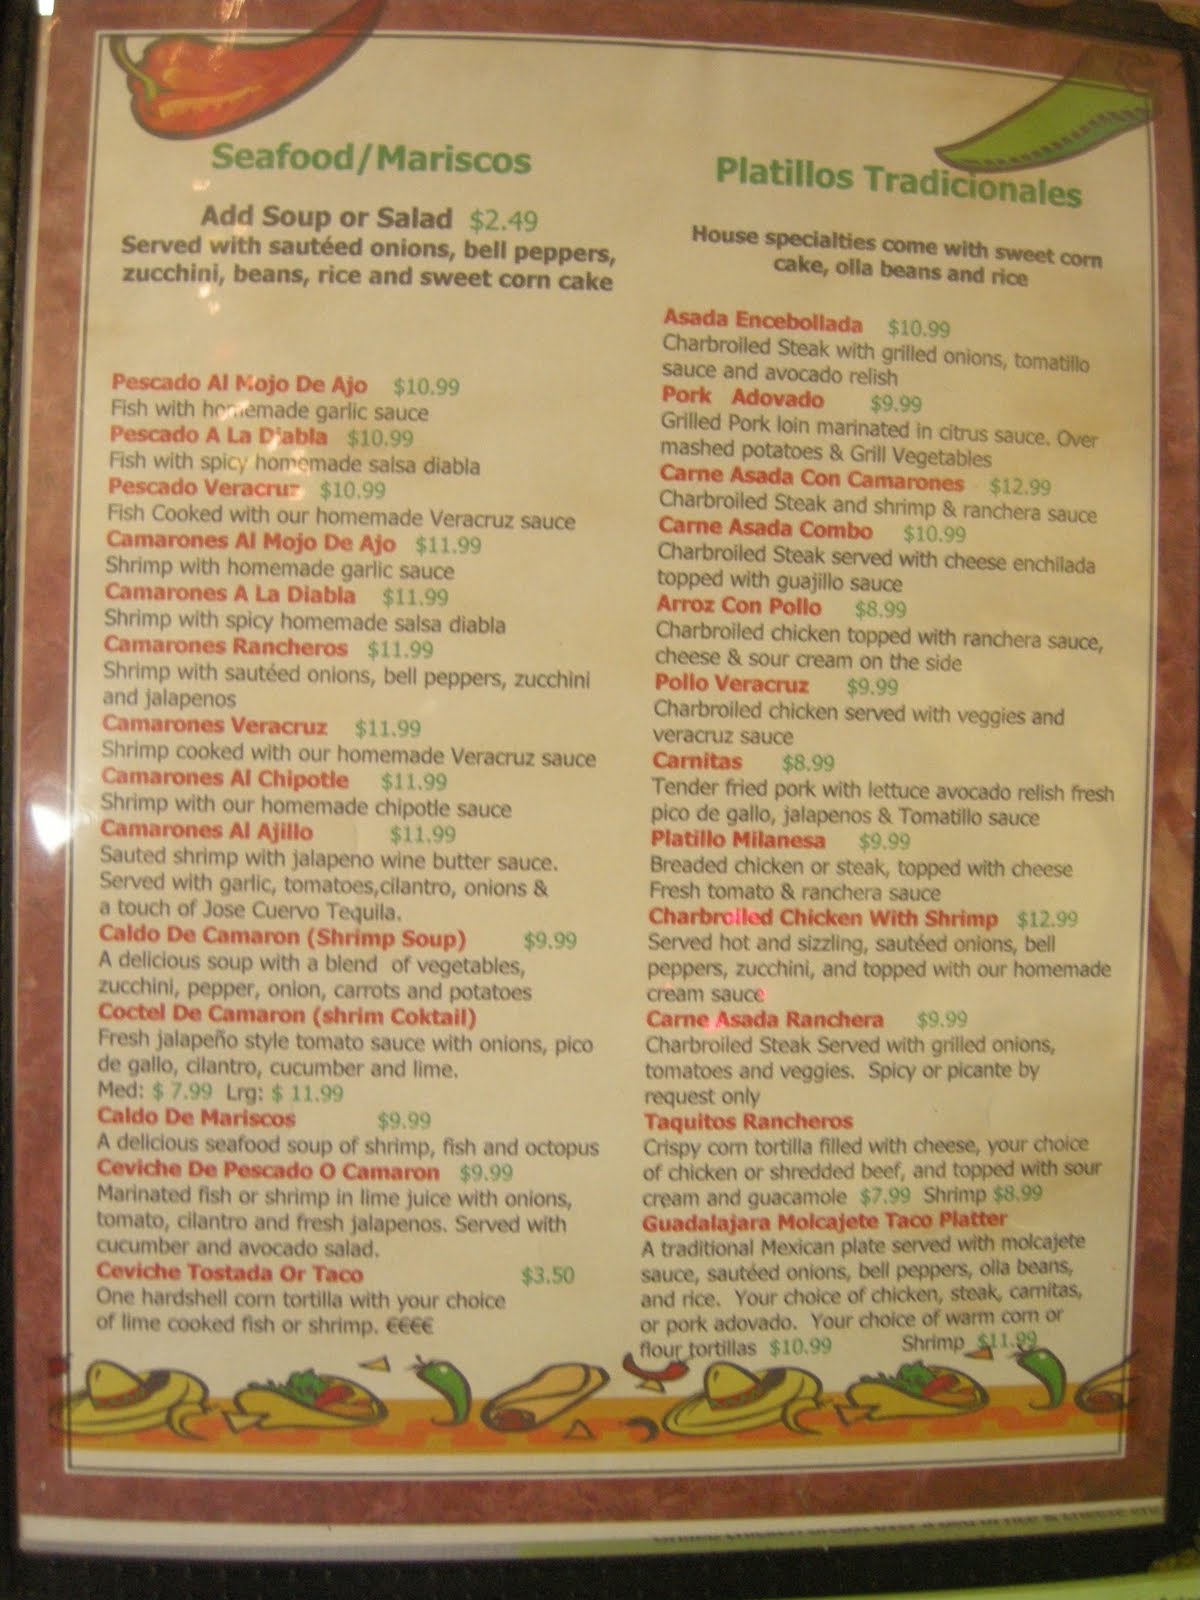 Seafood/Mariscos
Add Soup or Salad $2.49
Served with sautéed onions, bell peppers,
zucchini, beans, rice and sweet corn cake
Pescado Al Mojo De Ajo $10.99
Fish with homemade garlic sauce
Pescado A La Diabla $10.99
Fish with spicy homemade salsa diabla
Pescado Veracruz $10.99
Fish Cooked with our homemade Veracruz sauce
Camarones Al Mojo De Ajo $11.99
Shrimp with homemade garlic sauce
Camarones A La Diabla $11.99
Shrimp with spicy homemade salsa diabla
Camarones Rancheros $11.99
Shrimp with sautéed onions, bell peppers, zucchini
and jalapenos
Camarones Veracruz $11.99
Shrimp cooked with our homemade Veracruz sauce
Camarones Al Chipotle $11.99
Shrimp with our homemade chipotle sauce
Camarones Al Ajillo $11.99
Sauted shrimp with jalapeno wine butter sauce.
Served with garlic, tomatoes,cilantro, onions &
a touch of Jose Cuervo Tequila.
Caldo De Camaron (Shrimp Soup) $9.99
A delicious soup with a blend of vegetables,
zucchini, pepper, onion, carrots and potatoes
Coctel De Camaron (shrim Coktail)
Fresh jalapeño style tomato sauce with onions, pico
de gallo, cilantro, cucumber and lime.
Med: $ 7.99 Lrg: $ 11.99
Caldo De Mariscos $9.99
A delicious seafood soup of shrimp, fish and octopus
Ceviche De Pescado O Camaron $9.99
Marinated fish or shrimp in lime juice with onions,
tomato, cilantro and fresh jalapenos. Served with
cucumber and avocado salad.
Ceviche Tostada Or Taco $3.50
One hardshell corn tortilla with your choice
of lime cooked fish or shrimp. €€€€
Platillos Tradicionales
House specialties come with sweet corn
cake, olla beans and rice
Asada Encebollada $10.99
Charbroiled Steak with grilled onions, tomatillo
sauce and avocado relish
Pork Adovado $9.99
Grilled Pork loin marinated in citrus sauce. Over
mashed potatoes & Grill Vegetables
Carne Asada Con Camarones $12.99
Charbroiled Steak and shrimp & ranchera sauce
Carne Asada Combo $10.99
Charbroiled Steak served with cheese enchilada
topped with guajillo sauce
Arroz Con Pollo $8.99
Charbroiled chicken topped with ranchera sauce,
cheese & sour cream on the side
Pollo Veracruz $9.99
Charbroiled chicken served with veggies and
veracruz sauce
Carnitas $8.99
Tender fried pork with lettuce avocado relish fresh
pico de gallo, jalapenos & Tomatillo sauce
Platillo Milanesa $9.99
Breaded chicken or steak, topped with cheese
Fresh tomato & ranchera sauce
Charbroiled Chicken With Shrimp $12.99
Served hot and sizzling, sautéed onions, bell
peppers, zucchini, and topped with our homemade
cream sauce
Carne Asada Ranchera $9.99
Charbroiled Steak Served with grilled onions,
tomatoes and veggies. Spicy or picante by
request only
Taquitos Rancheros
Crispy corn tortilla filled with cheese, your choice
of chicken or shredded beef, and topped with sour
cream and guacamole $7.99 Shrimp $8.99
Guadalajara Molcajete Taco Platter
A traditional Mexican plate served with molcajete
sauce, sautéed onions, bell peppers, olla beans,
and rice. Your choice of chicken, steak, carnitas,
or pork adovado. Your choice of warm corn or
flour tortillas $10.99 Shrimp $11.99